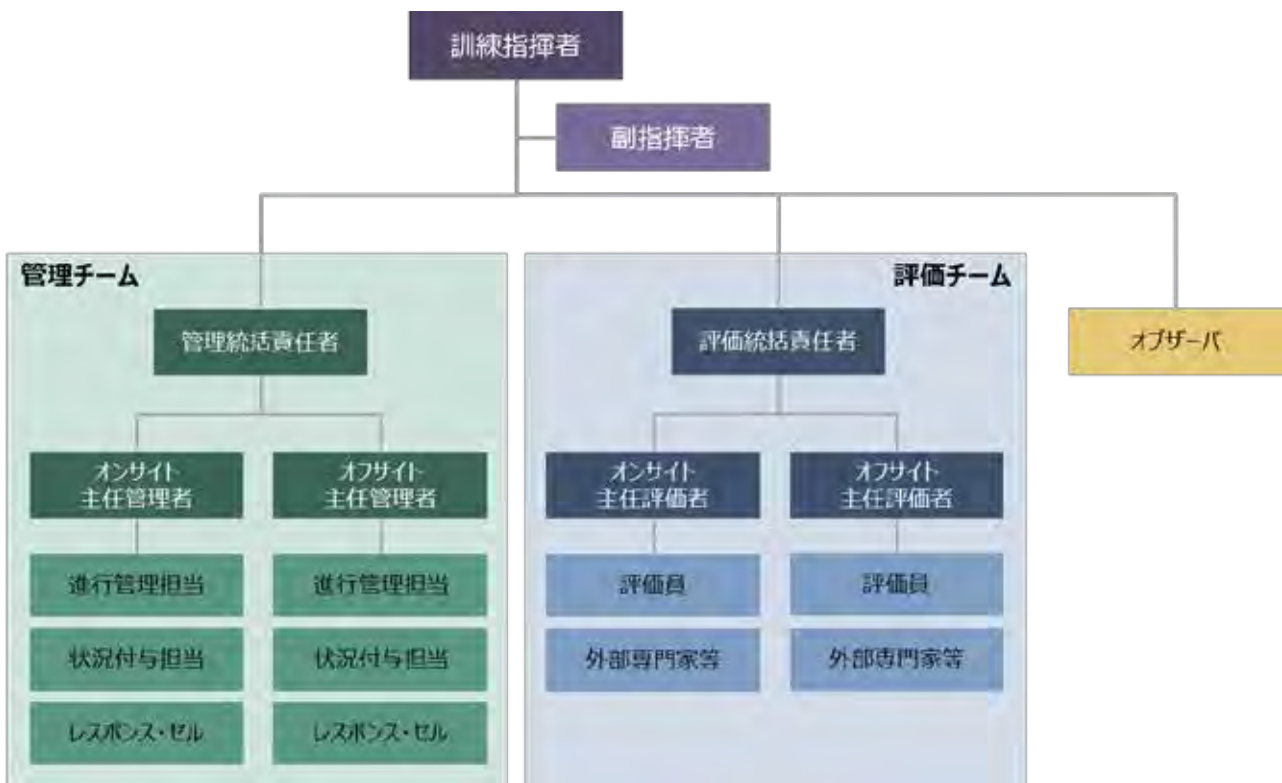 訓練指揮者
副指揮者
管理チーム
管理統括責任者
オンサイト
主任管理者
オフサイト
主任管理者
進行管理担当
進行管理担当
状況付与担当
状況付与担当
レスポンス・セル
レスポンス・セル
評価チーム
評価統括責任者
オンサイト
主任評価者
オフサイト
主任評価者
評価員
評価員
外部専門家等
外部専門家等
オブザーバ